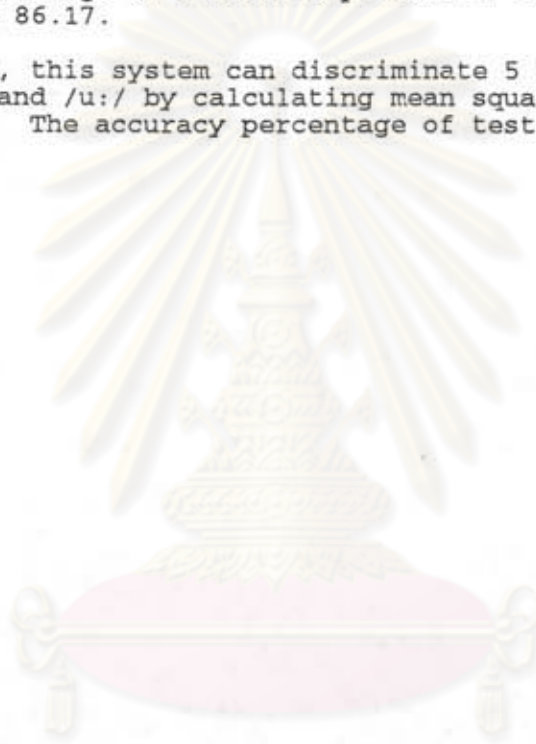 86.17.
, this system can discriminate 5
and /u:/ by calculating mean squa
The accuracy percentage of test